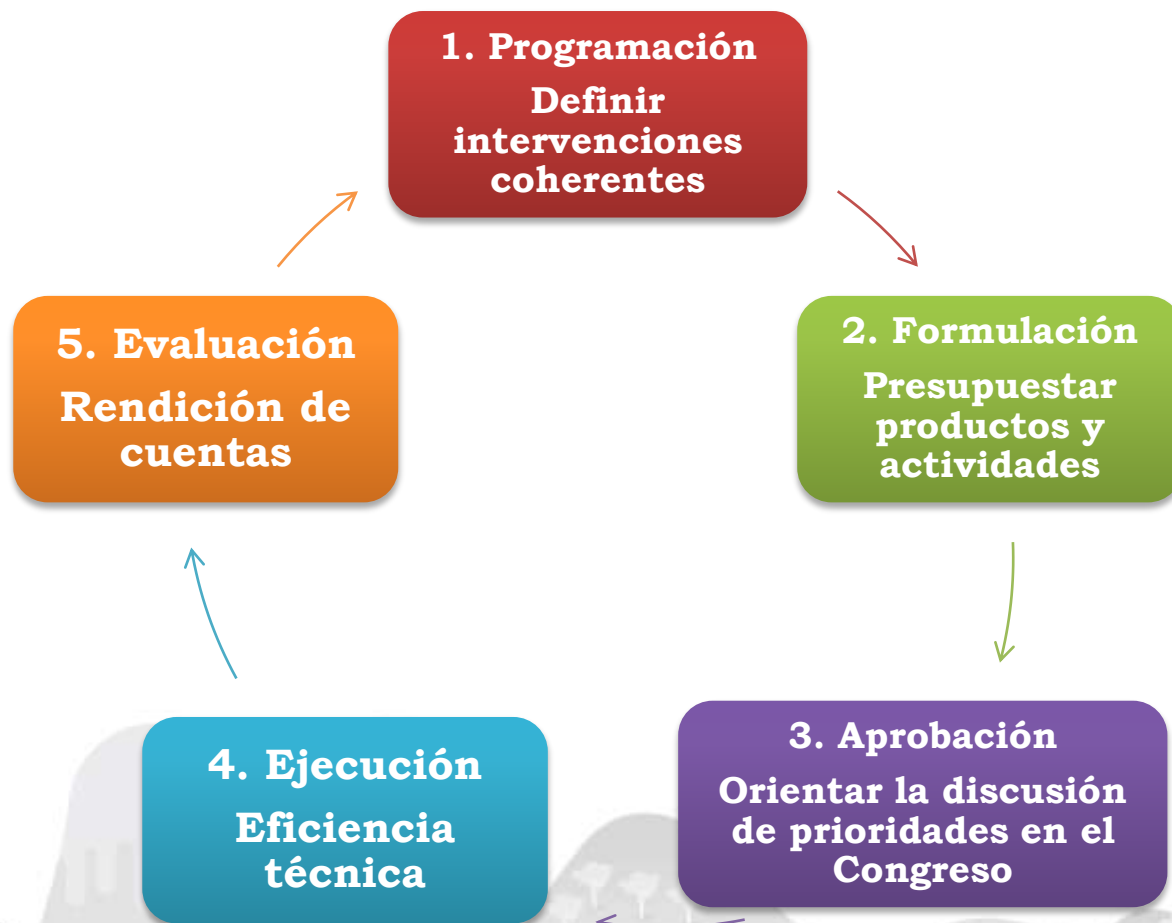 1. Programación
Definir
intervenciones
coherentes
2. Formulación
Presupuestar
productos y
actividades
3. Aprobación
Orientar la discusión
de prioridades en el
Congreso
4. Ejecución
Eficiencia
técnica
5. Evaluación
Rendición de
cuentas